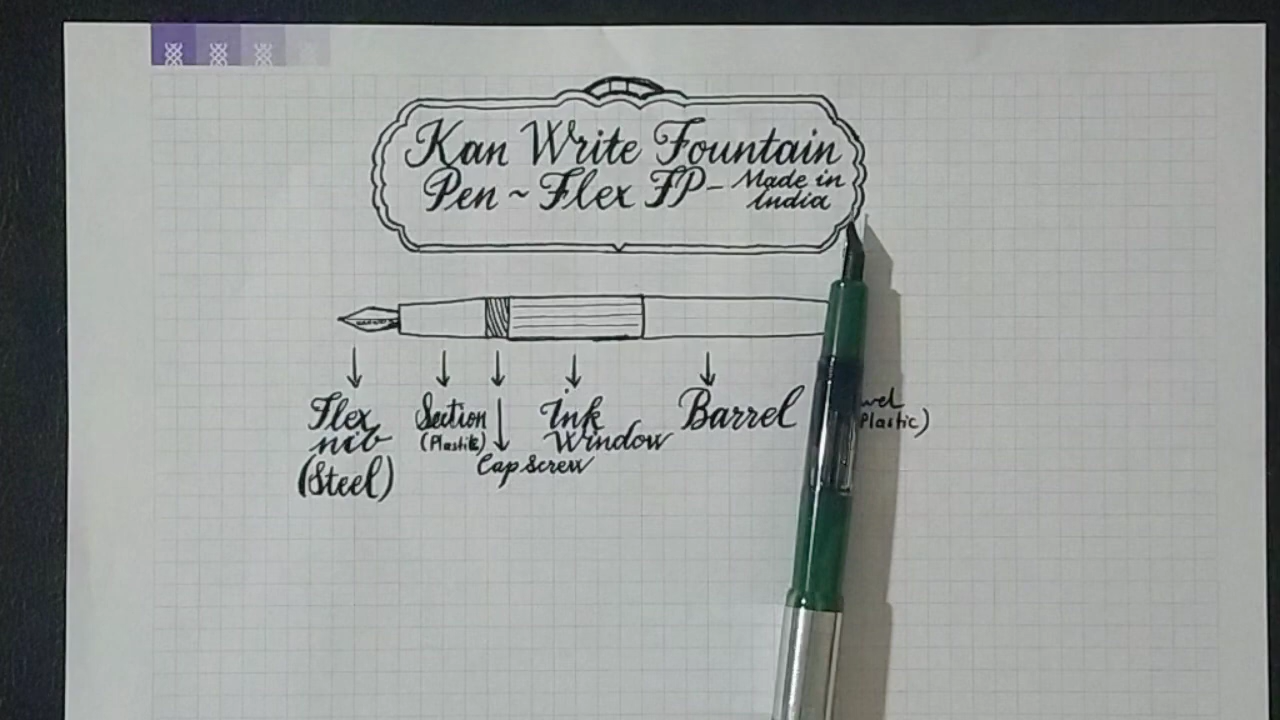 Kan Write Fountain
Pen ~ Flex FP - Made in
India
Flex
nib
(Steel)
Section
(Plastic)
Cap screw
Ink
Window
Barrel
Plastic)